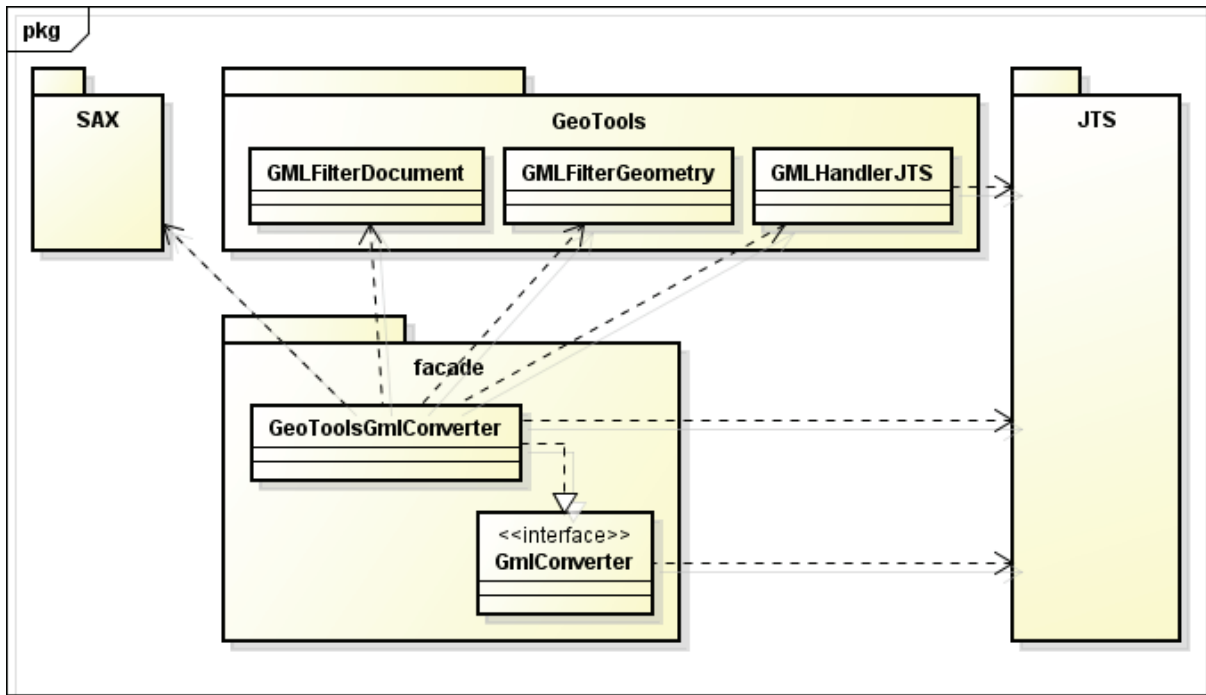 pkg
SAX
GeoTools
JTS
GMLFilterDocument
GMLFilterGeometry
GMLHandlerJTS
facade
GeoToolsGmlConverter
<<interface>>
GmlConverter